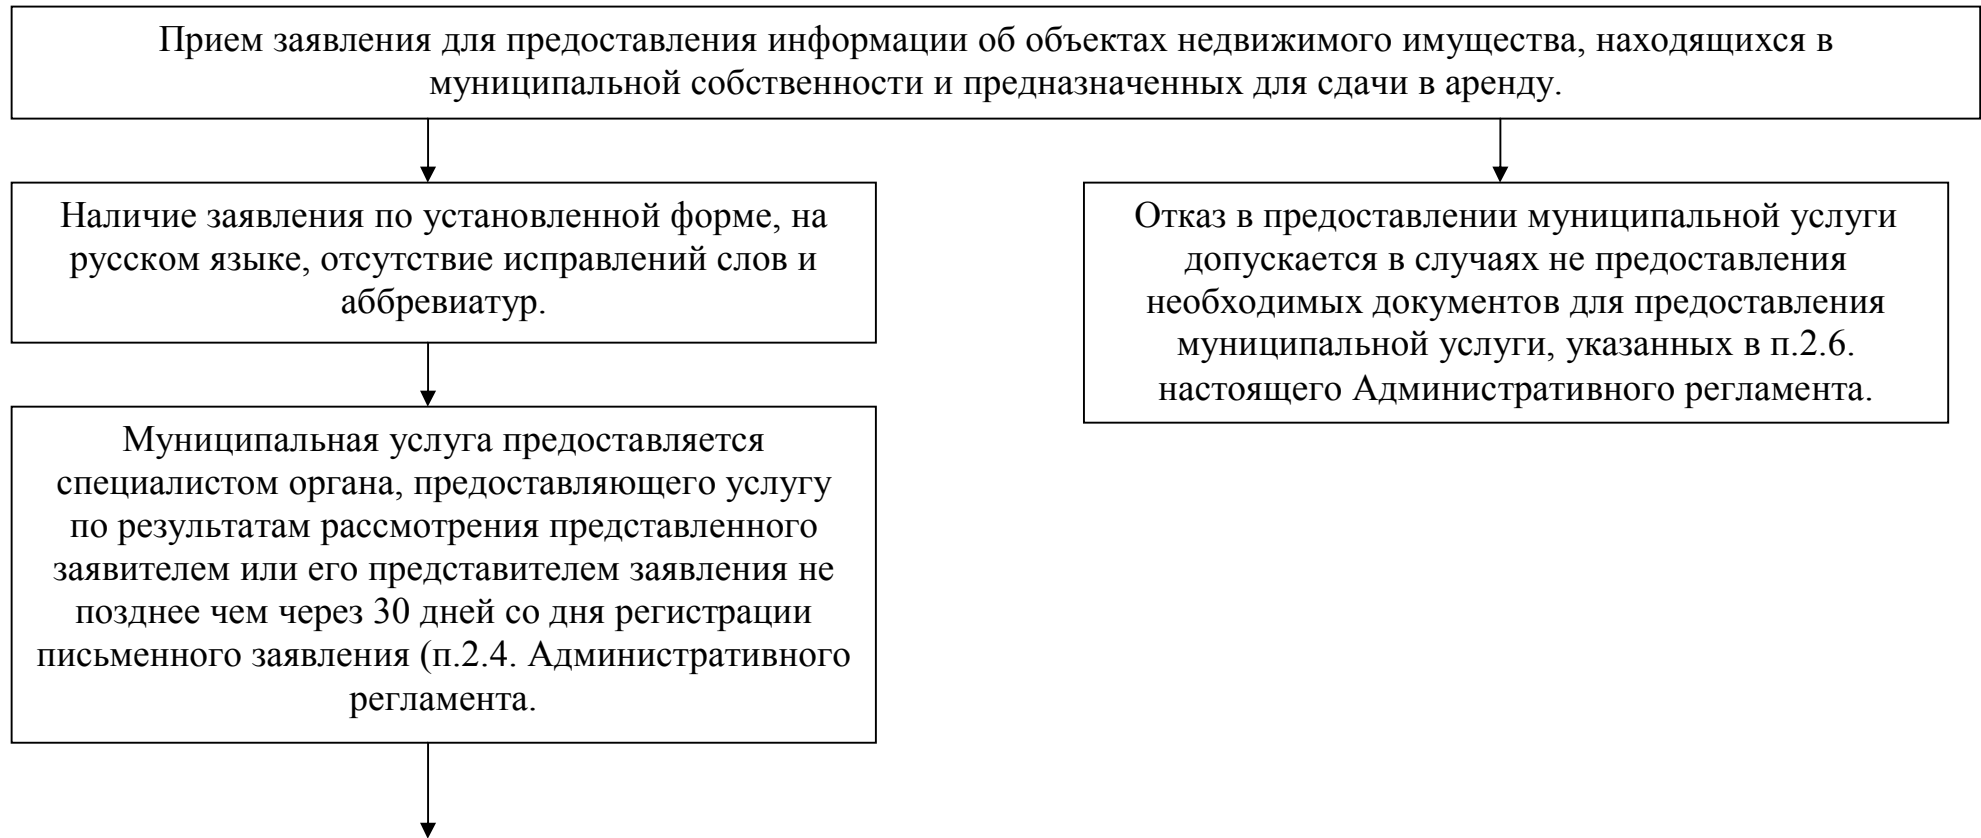 Прием заявления для предоставления информации об объектах недвижимого имущества, находящихся в
муниципальной собственности и предназначенных для сдачи в аренду.
Наличие заявления по установленной форме, на
русском языке, отсутствие исправлений слов и
аббревиатур.
Муниципальная услуга предоставляется
специалистом органа, предоставляющего услугу
по результатам рассмотрения представленного
заявителем или его представителем заявления не
позднее чем через 30 дней со дня регистрации
письменного заявления (п.2.4. Административного
регламента.
Отказ в предоставлении муниципальной услуги
допускается в случаях не предоставления
необходимых документов для предоставления
муниципальной услуги, указанных в п.2.6.
настоящего Административного регламента.